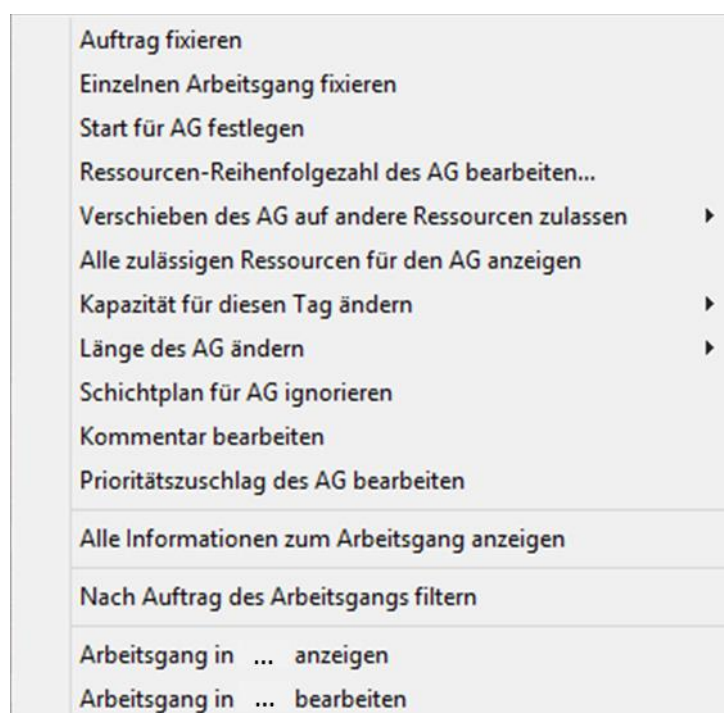 Auftrag fixieren
Einzelnen Arbeitsgang fixieren
Start für AG festlegen
Ressourcen-Reihenfolgezahl des AG bearbeiten...
Verschieben des AG auf andere Ressourcen zulassen
Alle zulässigen Ressourcen für den AG anzeigen
Kapazität für diesen Tag ändern
Länge des AG ändern
Schichtplan für AG ignorieren
Kommentar bearbeiten
Prioritätszuschlag des AG bearbeiten
Alle Informationen zum Arbeitsgang anzeigen
Nach Auftrag des Arbeitsgangs filtern
Arbeitsgang in ... anzeigen
Arbeitsgang in ... bearbeiten